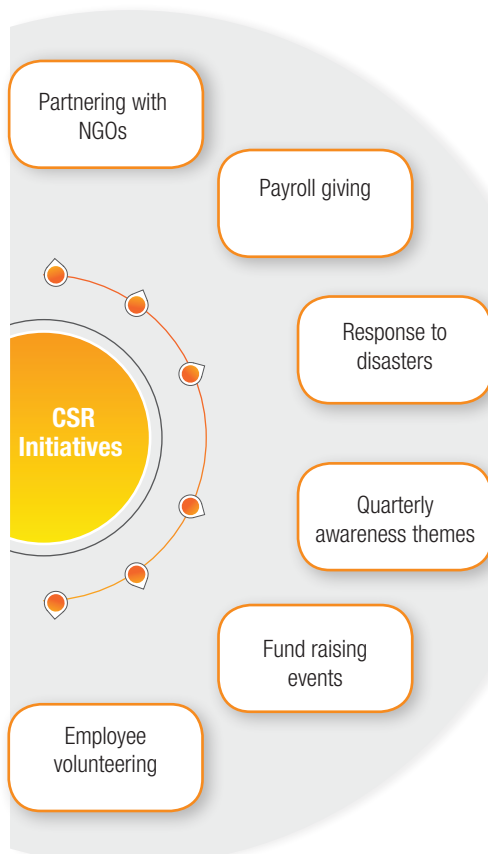 Partnering with
NGOs
Payroll giving
Response to
disasters
CSR
Initiatives
Quarterly
awareness themes
Fund raising
events
Employee
volunteering